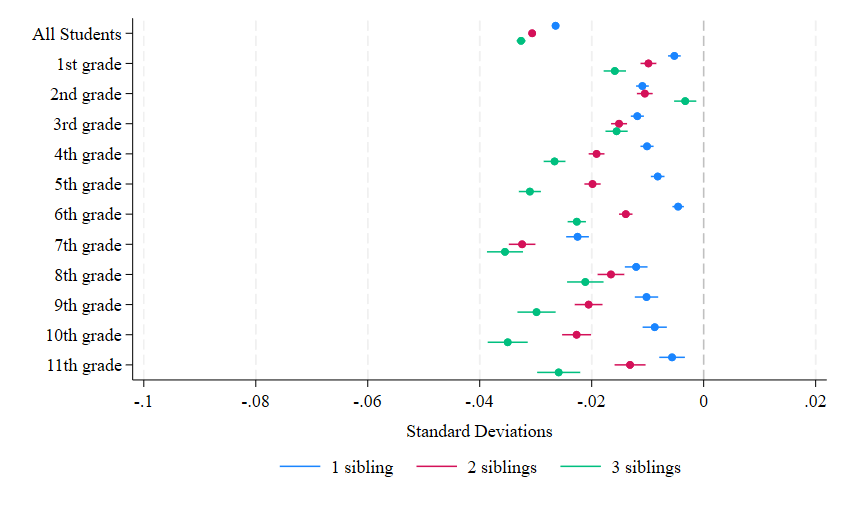 All Students
1st grade
2nd grade
3rd grade
4th grade
5th grade
6th grade
7th grade
8th grade
9th grade
10th grade
11th grade
-.1 -.08 -.06 -.04 -.02 0 .02
Standard Deviations
1 sibling 2 siblings 3 siblings